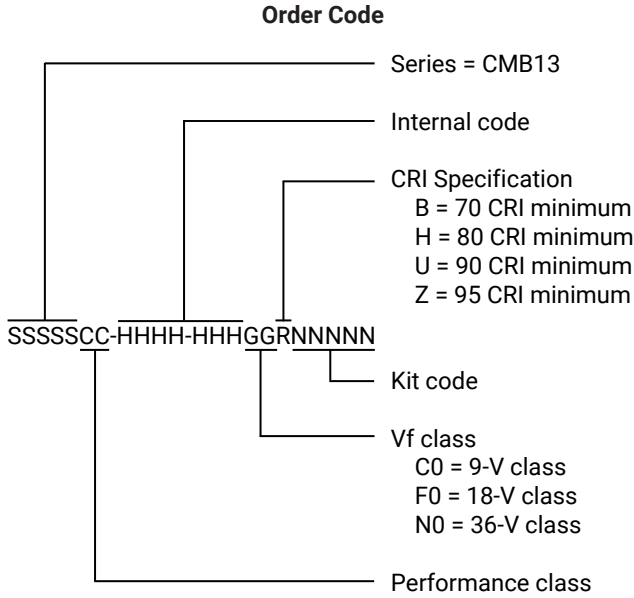 Order Code
Series = CMB13
Internal code
CRI Specification
B = 70 CRI minimum
H = 80 CRI minimum
U = 90 CRI minimum
Z = 95 CRI minimum
SSSSSCC-HHHH-HHHGGRNNNNN
Kit code
Vf class
C0 = 9-V class
F0 = 18-V class
N0 = 36-V class
Performance class